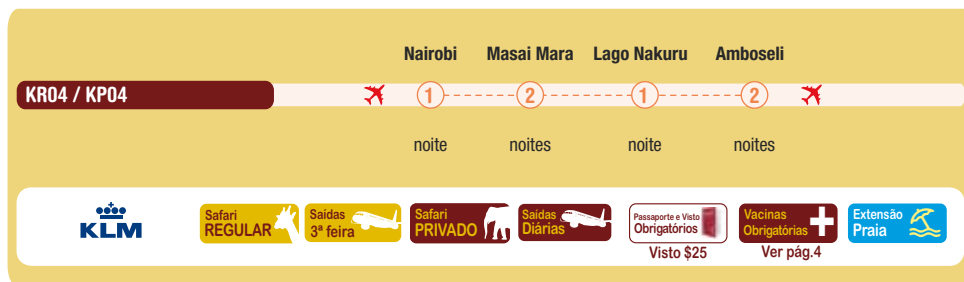 Nairobi Masai Mara Lago Nakuru Amboseli
KR04 / KP04 1 2 1 2
noite noites noite noites
KLM
Safari
REGULAR
Saídas
3ª feira
Safari
PRIVADO
Saídas
Diárias
Passaporte e Visto
Obrigatórios
Visto $25
Vacinas
Obrigatórias
Ver pág.4
Extensão
Praia